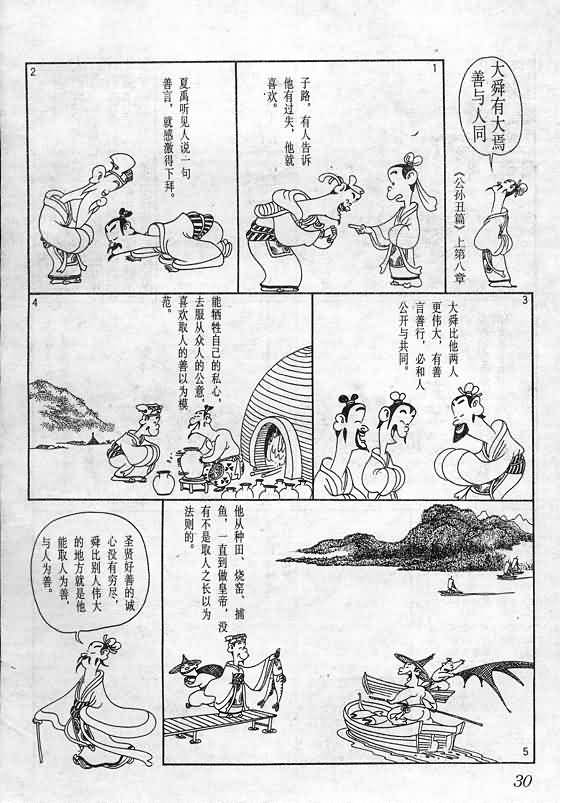 大舜有大焉
善与人同
《公孙丑篇》上第八章
1
子路，有人告诉
他有过失，他就
喜欢。
2
夏禹听见人说一句
善言，就感激得下
拜。
3
大舜比他两人
更伟大，有善
言善行，必和人
公开与共同。
4
能牺牲自己的私心，
去服从众人的公意，
喜欢取人的善以为模
范。
他从种田、烧窑、捕
鱼，一直到做皇帝，没
有不是取人之长以为
法则的。
5
圣贤好善的诚
心没有穷尽，
舜比别人伟大
的地方就是他
能取人为善，
与人为善。
30